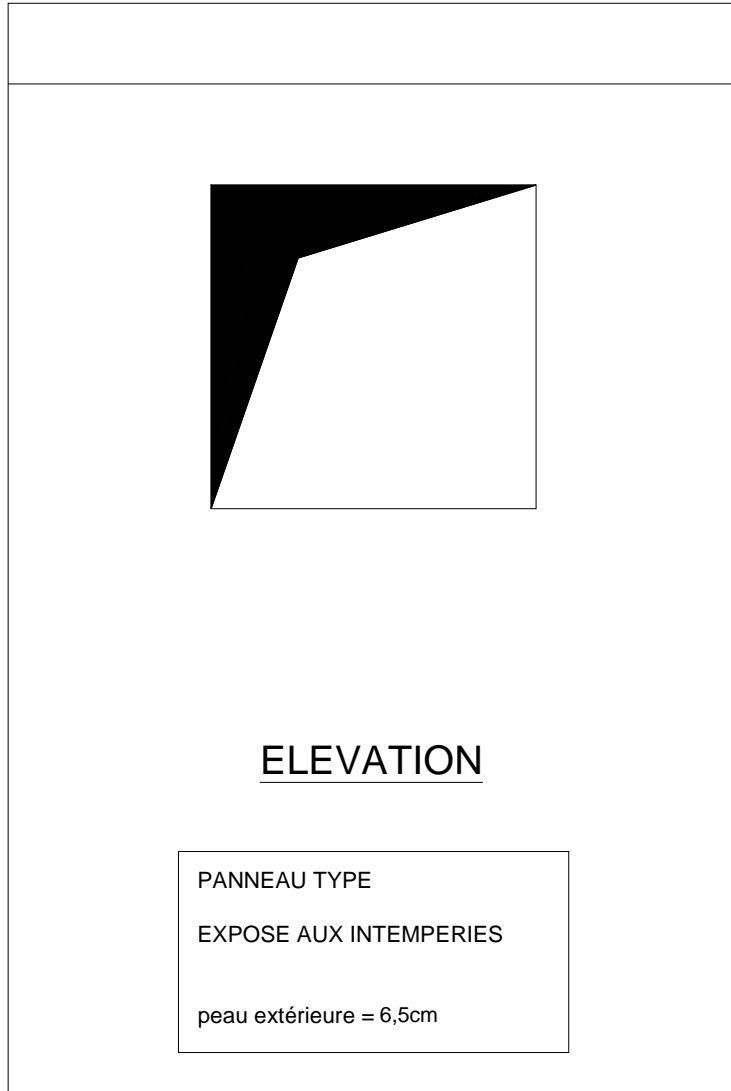 ELEVATION
PANNEAU TYPE
EXPOSE AUX INTEMPERIES
peau extérieure = 6,5cm